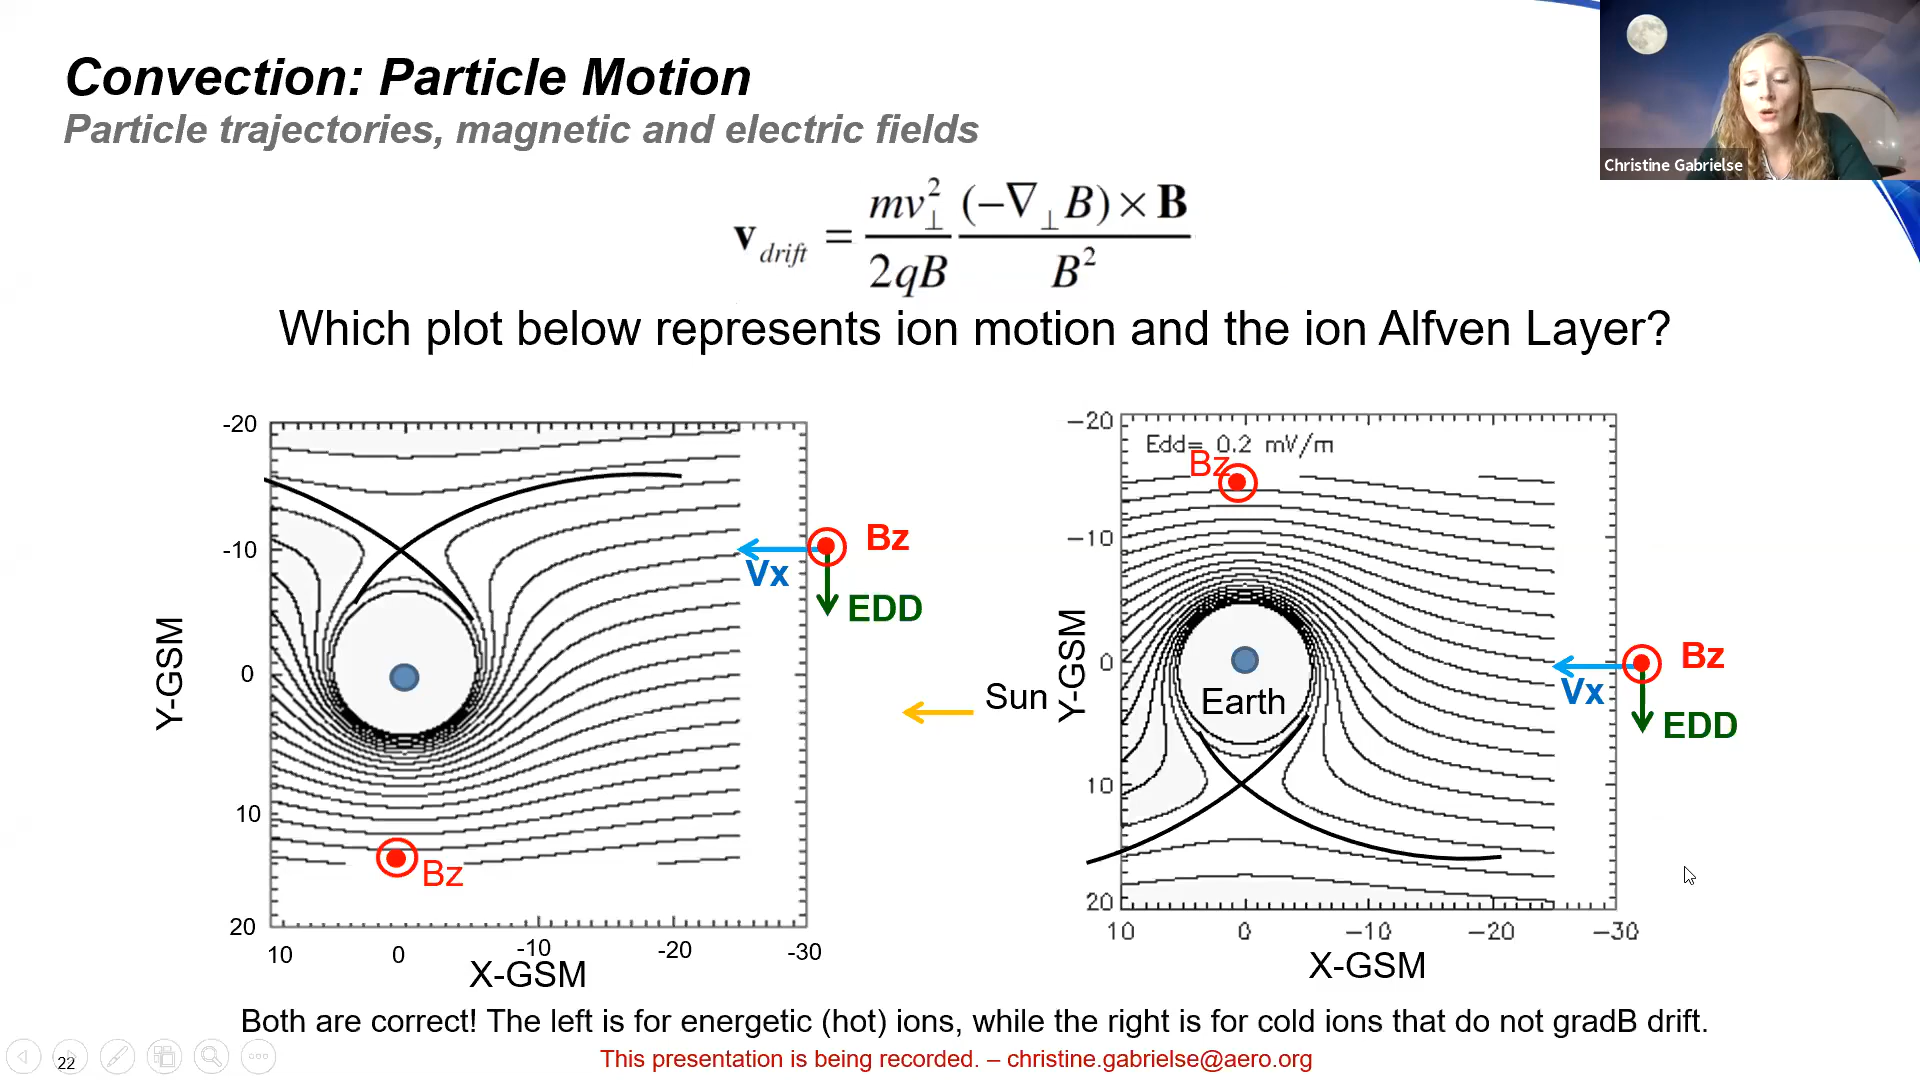 Convection: Particle Motion
Particle trajectories, magnetic and electric fields
Christine Gabrielse
v_drift = mv⊥² / 2qB (−∇⊥B) × B / B²
Which plot below represents ion motion and the ion Alfven Layer?
-20
-10
0
10
20
Y-GSM
10
0
-10
-20
-30
X-GSM
Bz
Vx
EDD
Bz
Sun
−20
−10
0
10
20
Y-GSM
Edd= 0.2 mV/m
Bz
Earth
Bz
Vx
EDD
10
0
−10
−20
−30
X-GSM
Both are correct! The left is for energetic (hot) ions, while the right is for cold ions that do not gradB drift.
22
This presentation is being recorded. – christine.gabrielse@aero.org